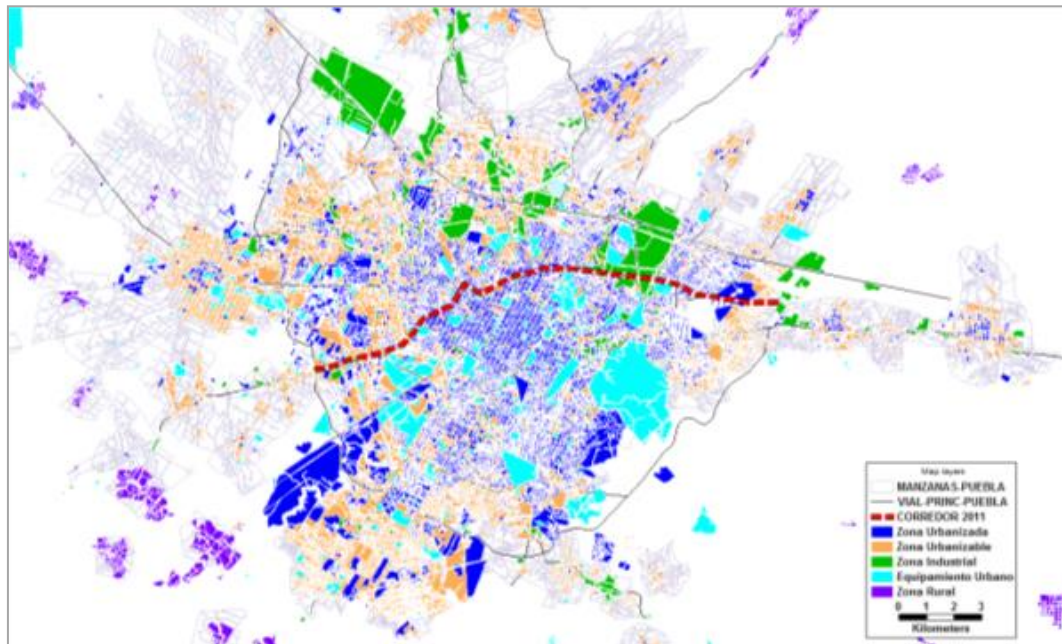 Map layers
MANZANAS-PUEBLA
VIAL-PRINC-PUEBLA
CORREDOR 2011
Zona Urbanizada
Zona Urbanizable
Zona Industrial
Equipamiento Urbano
Zona Rural
0 1 2 3
Kilometers